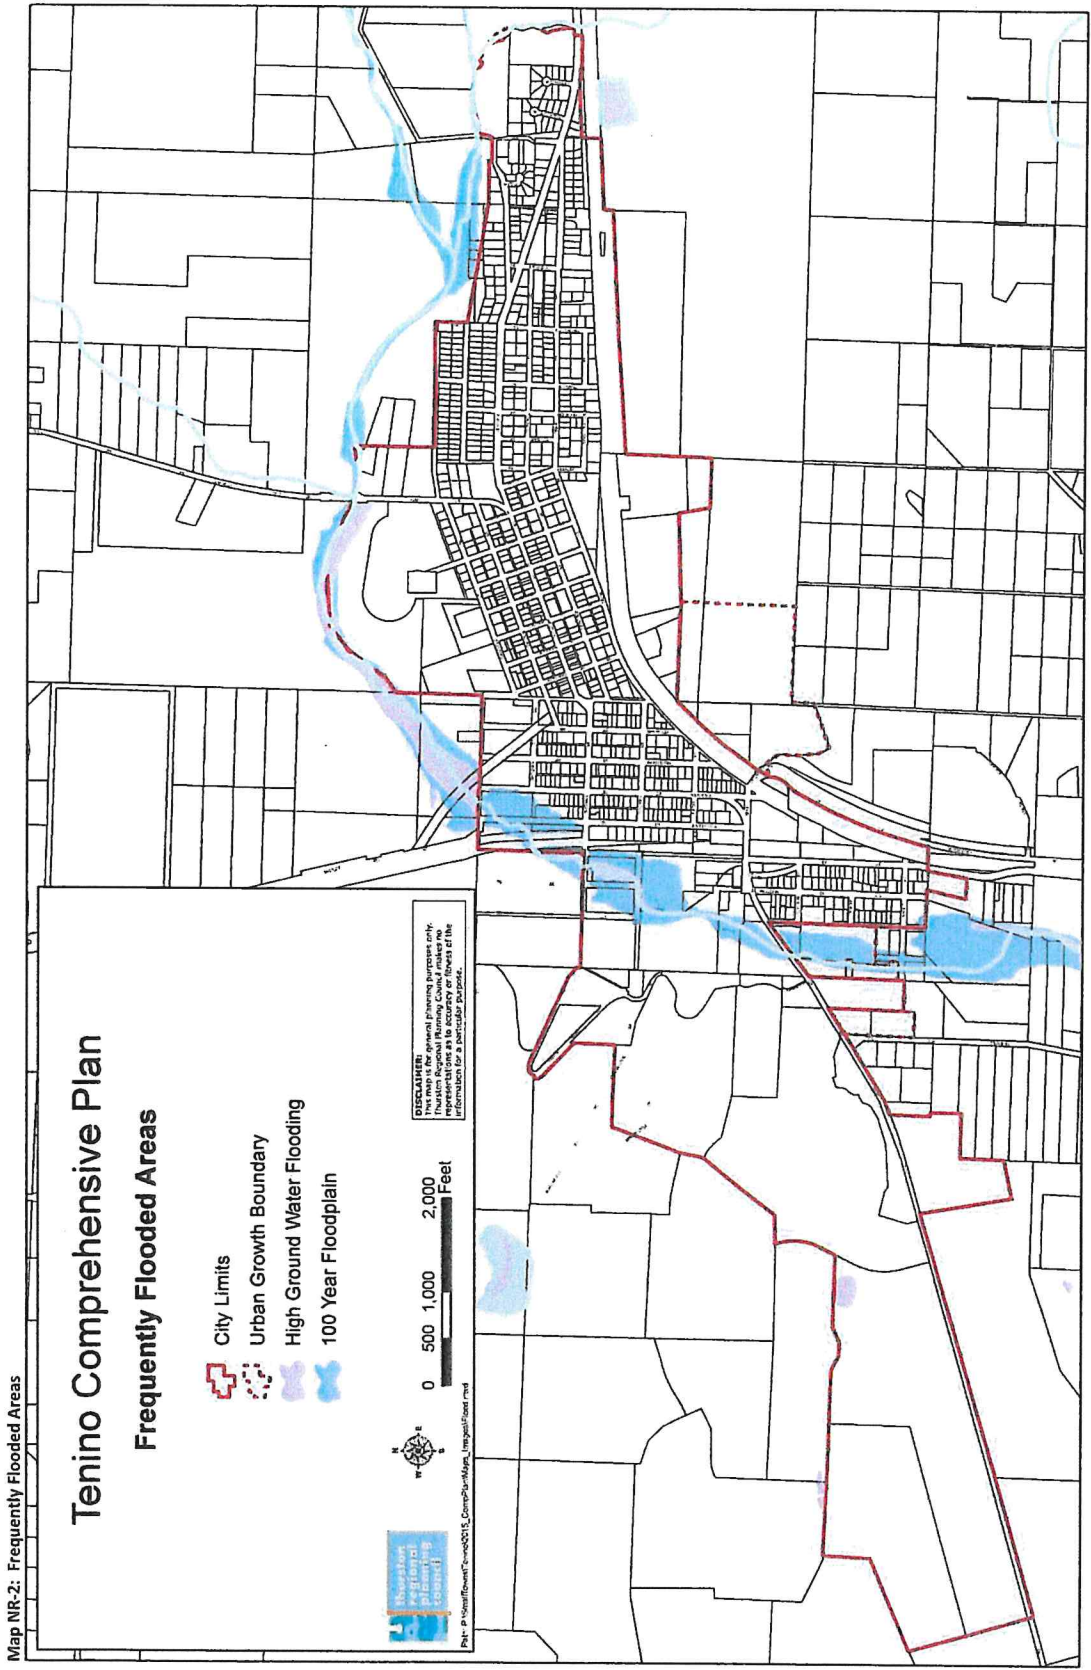 Map NR-2: Frequently Flooded Areas
Tenino Comprehensive Plan
Frequently Flooded Areas
City Limits
Urban Growth Boundary
High Ground Water Flooding
100 Year Floodplain
N
W E
S
0 500 1,000 2,000
Feet
DISCLAIMER:
This map is for general planning purposes only.
Thurston Regional Planning Council makes no
representations as to accuracy or fitness of the
information for a particular purpose.
thurston
regional
planning
council